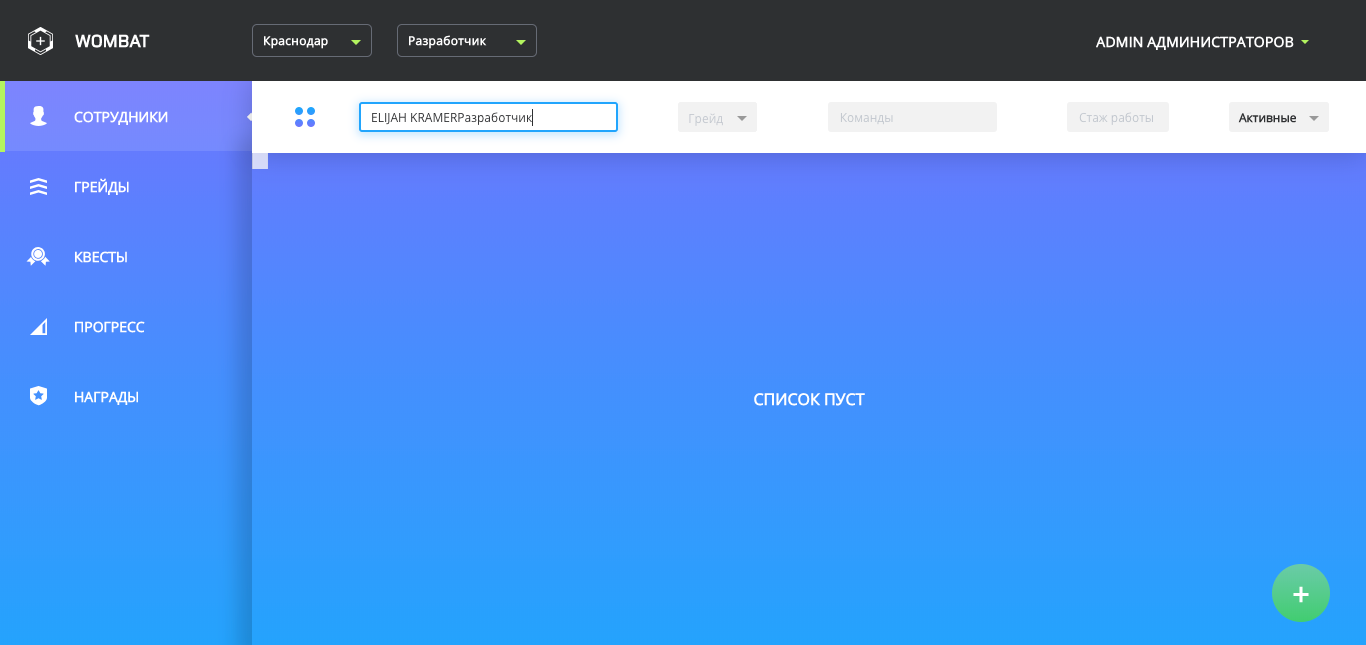 WOMBAT
Краснодар
Разработчик
ADMIN АДМИНИСТРАТОРОВ
СОТРУДНИКИ
ELIJAH KRAMERРазработчик
Грейд
Команды
Стаж работы
Активные
ГРЕЙДЫ
КВЕСТЫ
ПРОГРЕСС
НАГРАДЫ
СПИСОК ПУСТ